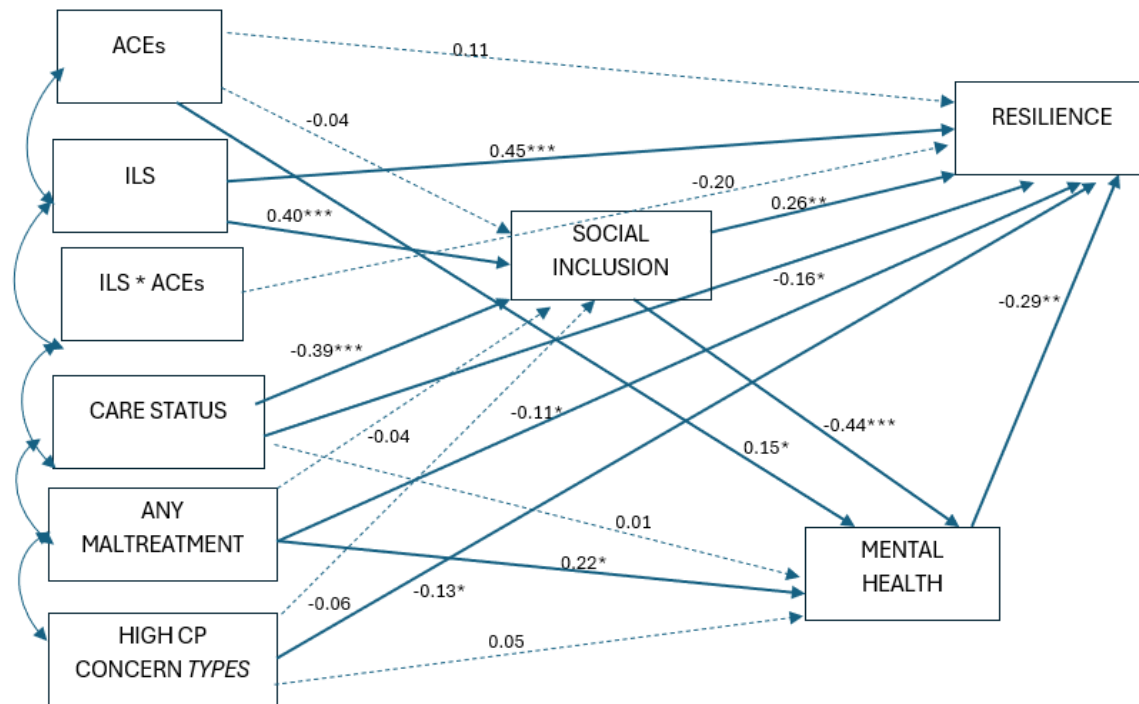 ACEs
0.11
-0.04
RESILIENCE
ILS
0.45***
-0.20
0.40***
0.26**
SOCIAL
INCLUSION
ILS * ACEs
-0.16*
-0.29**
-0.39***
CARE STATUS
-0.11*
-0.04
-0.44***
0.15*
ANY
MALTREATMENT
0.01
0.22*
MENTAL
HEALTH
-0.06
-0.13*
HIGH CP
CONCERN TYPES
0.05